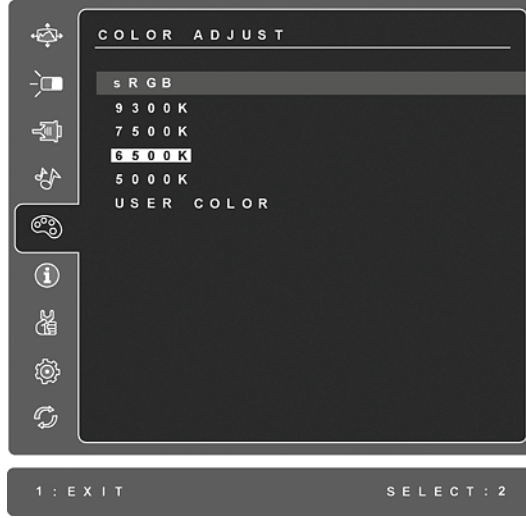 COLOR ADJUST
sRGB
9300K
7500K
6500K
5000K
USER COLOR
1:EXIT SELECT:2